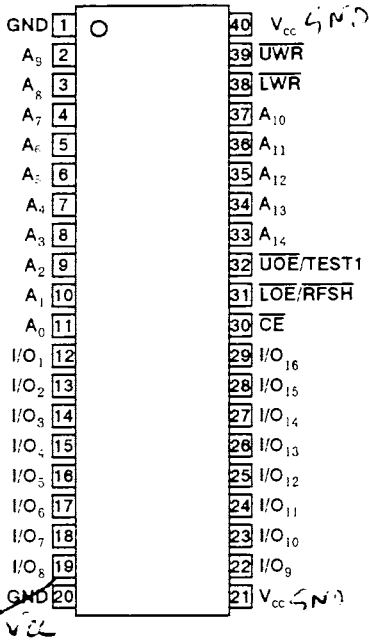 GND 1 40 Vcc GND
A9 2 39 UWR
A8 3 38 LWR
A7 4 37 A10
A6 5 36 A11
A5 6 35 A12
A4 7 34 A13
A3 8 33 A14
A2 9 32 UOE/TEST1
A1 10 31 LOE/RFSH
A0 11 30 CE
I/O1 12 29 I/O16
I/O2 13 28 I/O15
I/O3 14 27 I/O14
I/O4 15 26 I/O13
I/O5 16 25 I/O12
I/O6 17 24 I/O11
I/O7 18 23 I/O10
I/O8 19 22 I/O9
GND 20 21 Vcc GND
Vcc